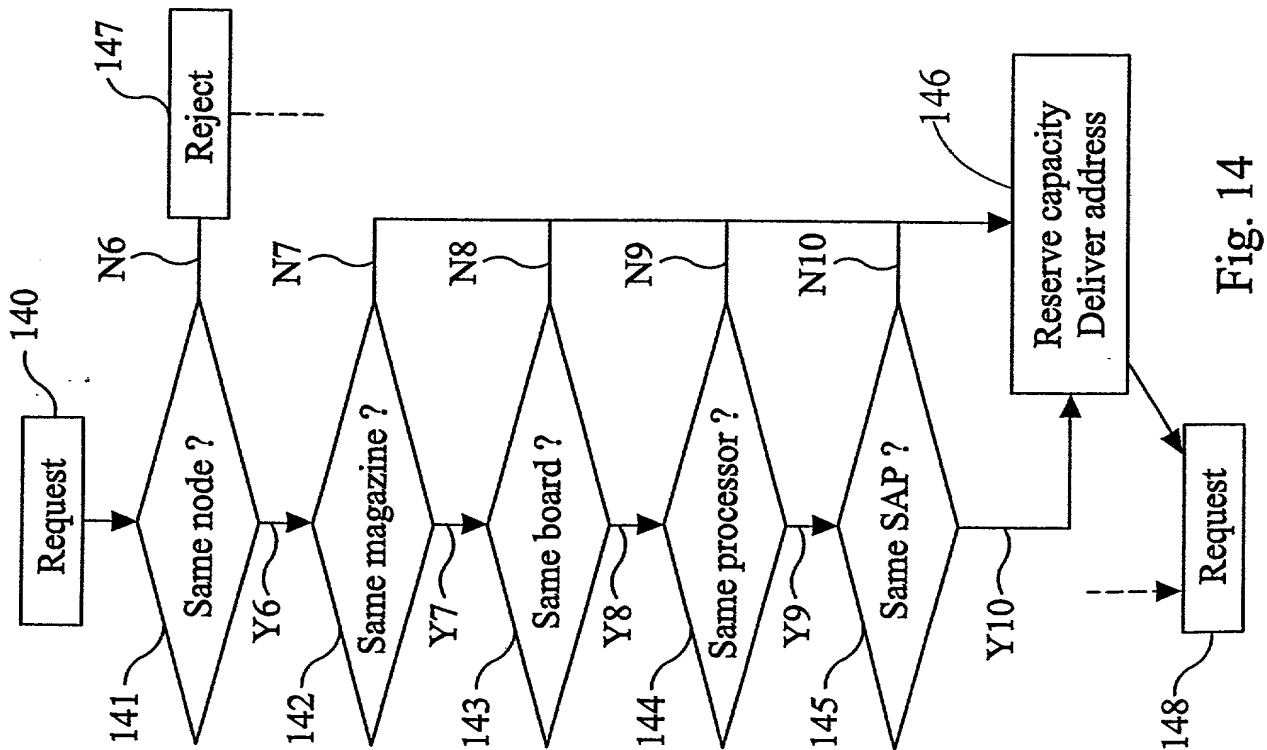 140
Request
147
Reject
141
Same node ?
N6
Y6
142
Same magazine ?
N7
Y7
143
Same board ?
N8
Y8
144
Same processor ?
N9
Y9
145
Same SAP ?
N10
Y10
146
Reserve capacity
Deliver address
148
Request
Fig. 14